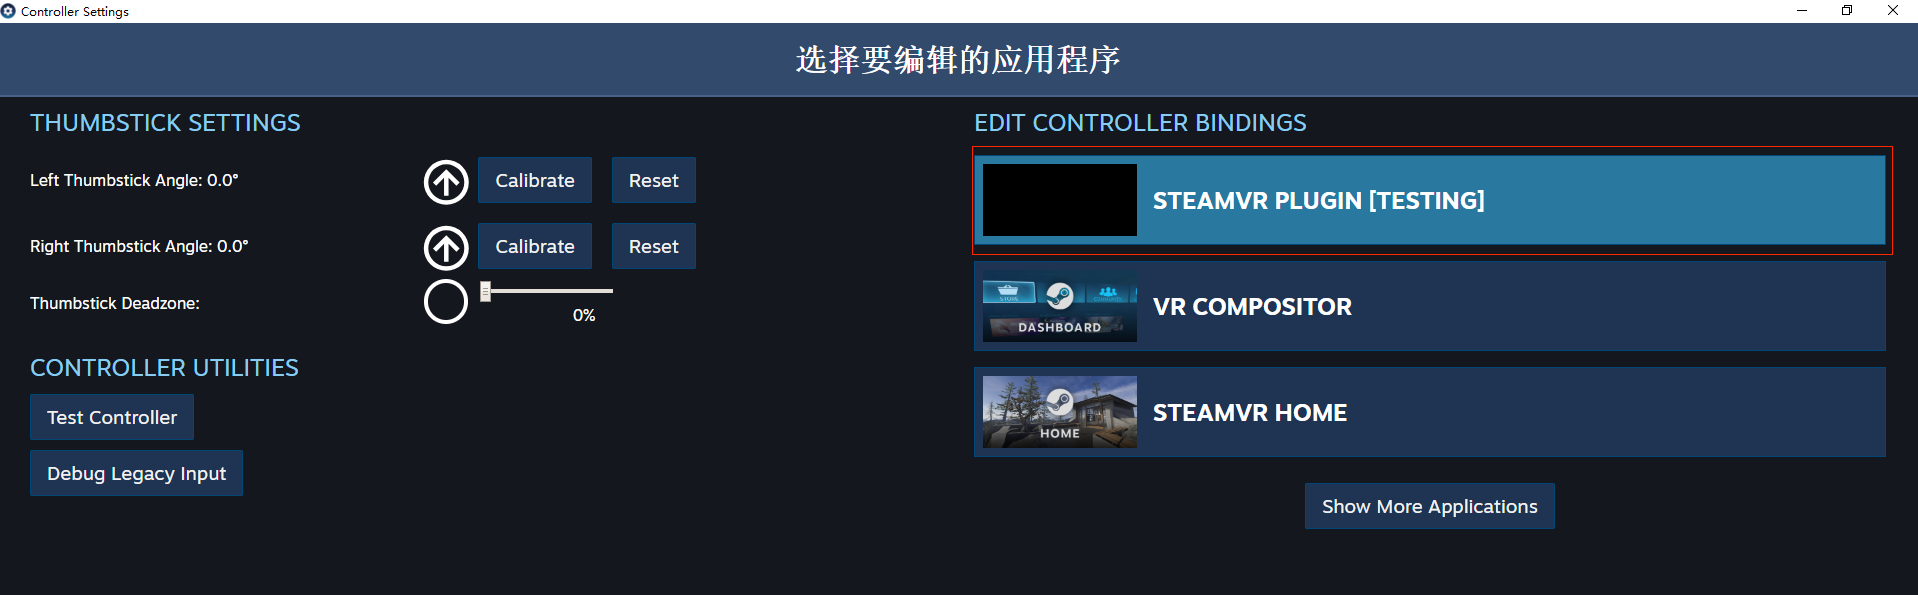 Controller Settings
选择要编辑的应用程序
THUMBSTICK SETTINGS
Left Thumbstick Angle: 0.0°
Calibrate
Reset
Right Thumbstick Angle: 0.0°
Calibrate
Reset
Thumbstick Deadzone:
0%
CONTROLLER UTILITIES
Test Controller
Debug Legacy Input
EDIT CONTROLLER BINDINGS
STEAMVR PLUGIN [TESTING]
STORE
DASHBOARD
VR COMPOSITOR
HOME
STEAMVR HOME
Show More Applications